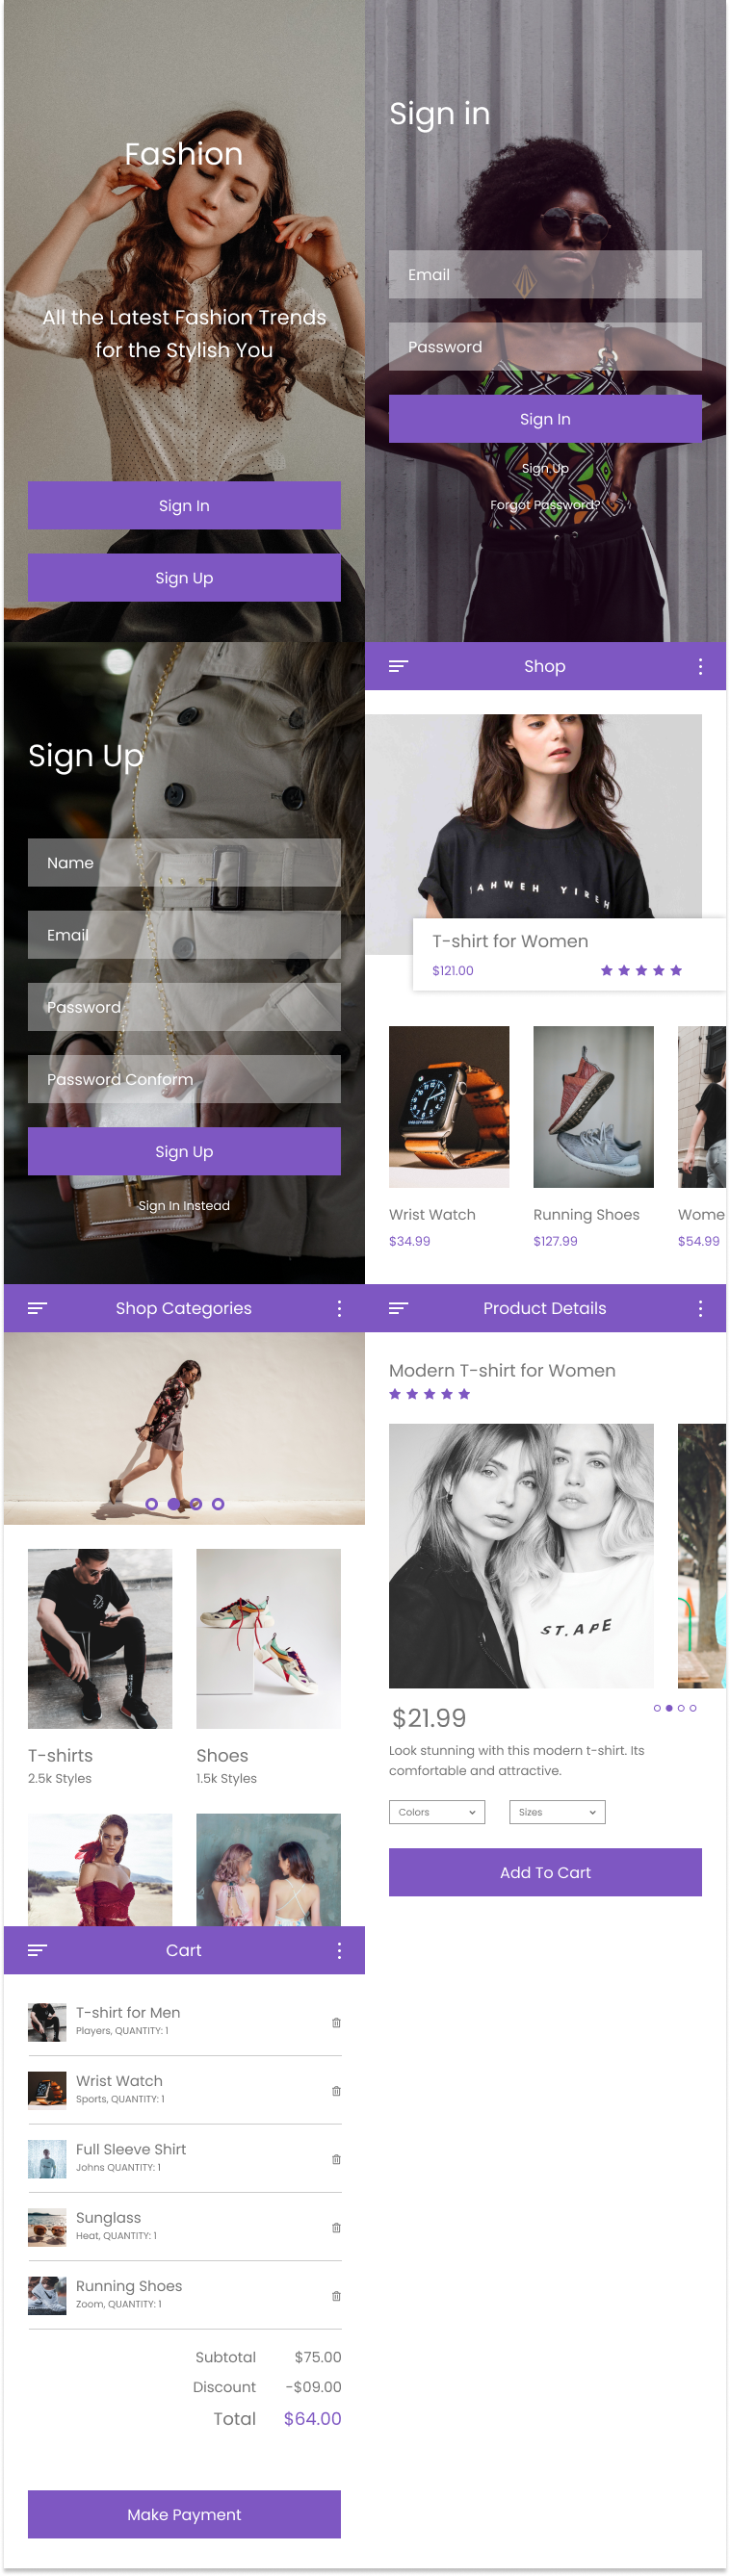 Fashion
All the Latest Fashion Trends
for the Stylish You
Sign In
Sign Up
Sign in
Email
Password
Sign In
Sign Up
Forgot Password?
Sign Up
Name
Email
Password
Password Conform
Sign Up
Sign In Instead
Shop
YAHWEH YIREH
T-shirt for Women
$121.00
Wrist Watch
Running Shoes
Wome
$34.99
$127.99
$54.99
Shop Categories
T-shirts
Shoes
2.5k Styles
1.5k Styles
Product Details
Modern T-shirt for Women
ST. APE
$21.99
Look stunning with this modern t-shirt. Its
comfortable and attractive.
Colors
Sizes
Add To Cart
Cart
T-shirt for Men
Players, QUANTITY: 1
Wrist Watch
Sports, QUANTITY: 1
Full Sleeve Shirt
Johns QUANTITY: 1
Sunglass
Heat, QUANTITY: 1
Running Shoes
Zoom, QUANTITY: 1
Subtotal $75.00
Discount -$09.00
Total $64.00
Make Payment